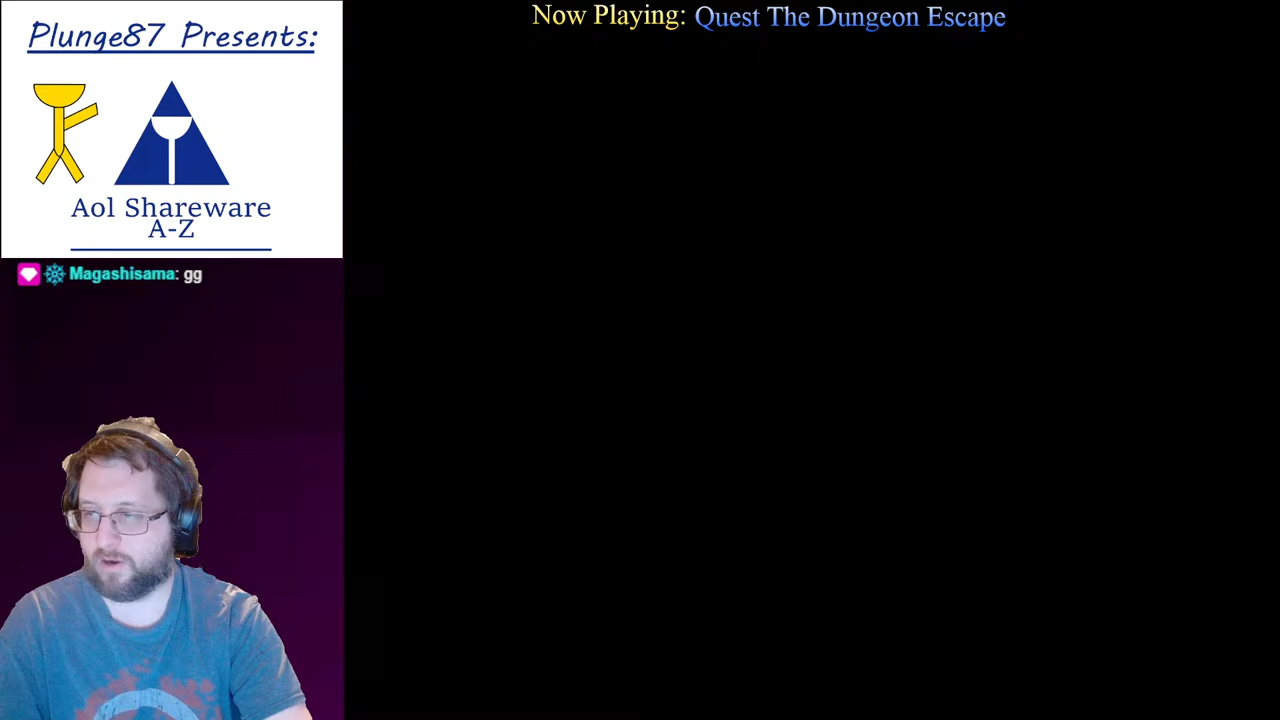 Plunge87 Presents:
Now Playing: Quest The Dungeon Escape
Aol Shareware
A-Z
Magashisama: gg